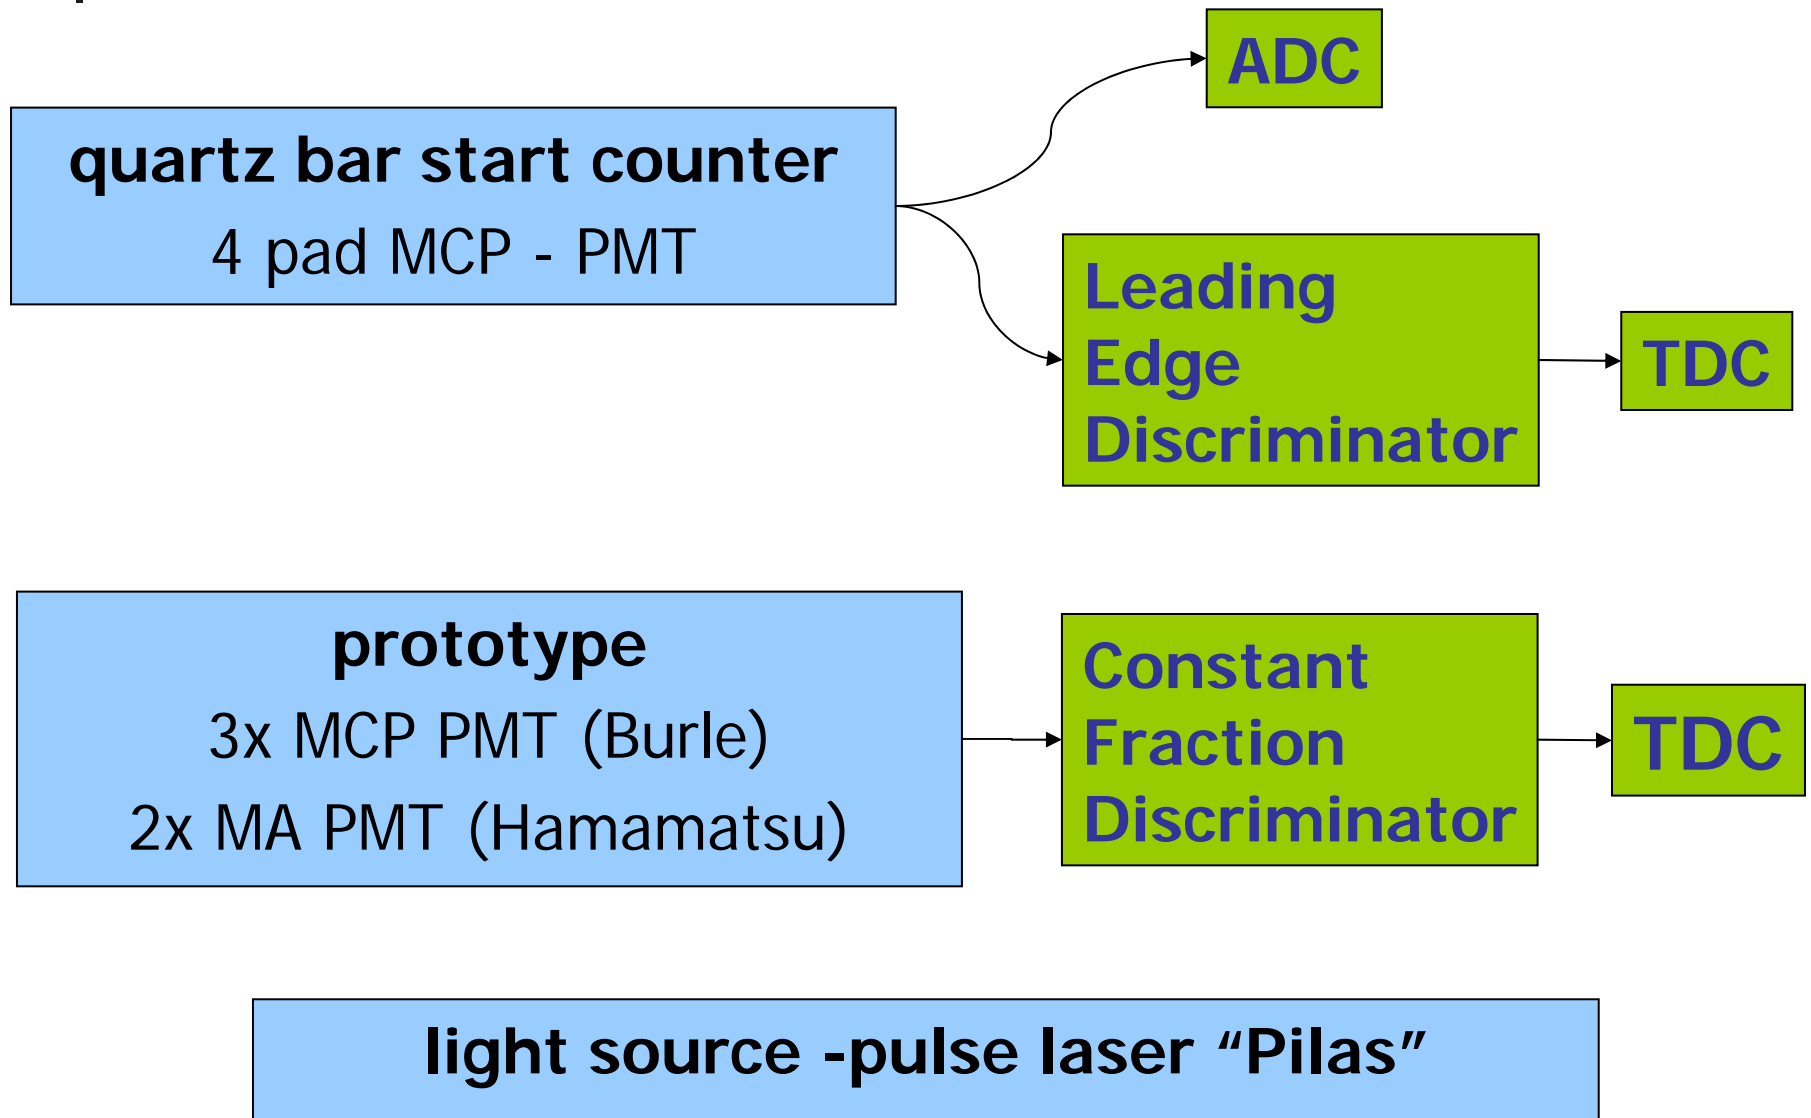 ADC
quartz bar start counter
4 pad MCP - PMT
Leading
Edge
Discriminator
TDC
prototype
3x MCP PMT (Burle)
2x MA PMT (Hamamatsu)
Constant
Fraction
Discriminator
TDC
light source -pulse laser “Pilas”